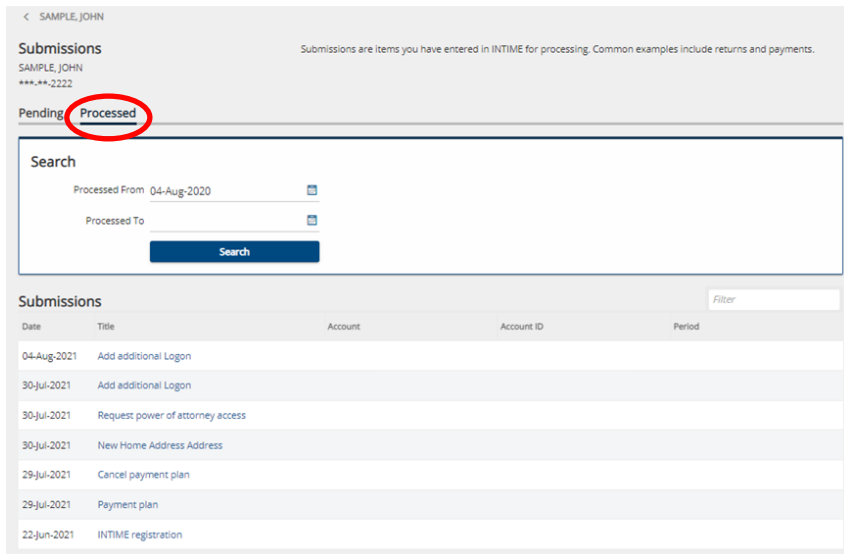 < SAMPLE, JOHN
Submissions
Submissions are items you have entered in INTIME for processing. Common examples include returns and payments.
SAMPLE, JOHN
***-**-2222
Pending Processed
Search
Processed From 04-Aug-2020
Processed To
Search
Submissions
Filter
Date Title Account Account ID Period
04-Aug-2021 Add additional Logon
30-Jul-2021 Add additional Logon
30-Jul-2021 Request power of attorney access
30-Jul-2021 New Home Address Address
29-Jul-2021 Cancel payment plan
29-Jul-2021 Payment plan
22-Jun-2021 INTIME registration